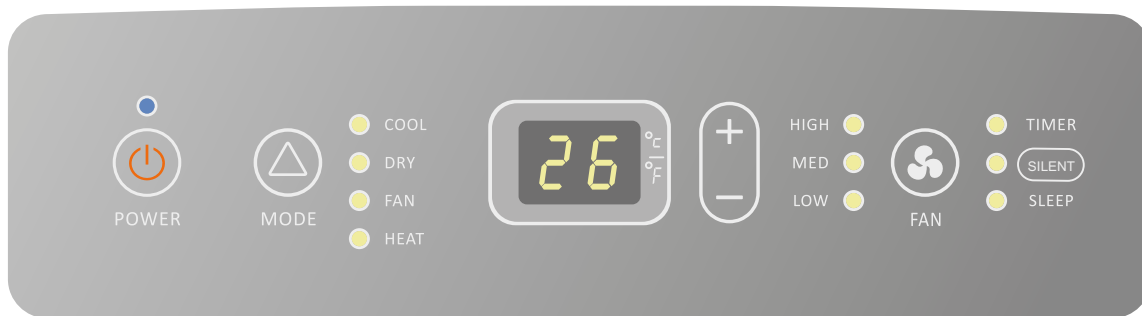 POWER
MODE
COOL
DRY
FAN
HEAT
26
°c
°F
+
−
HIGH
MED
LOW
FAN
TIMER
SILENT
SLEEP